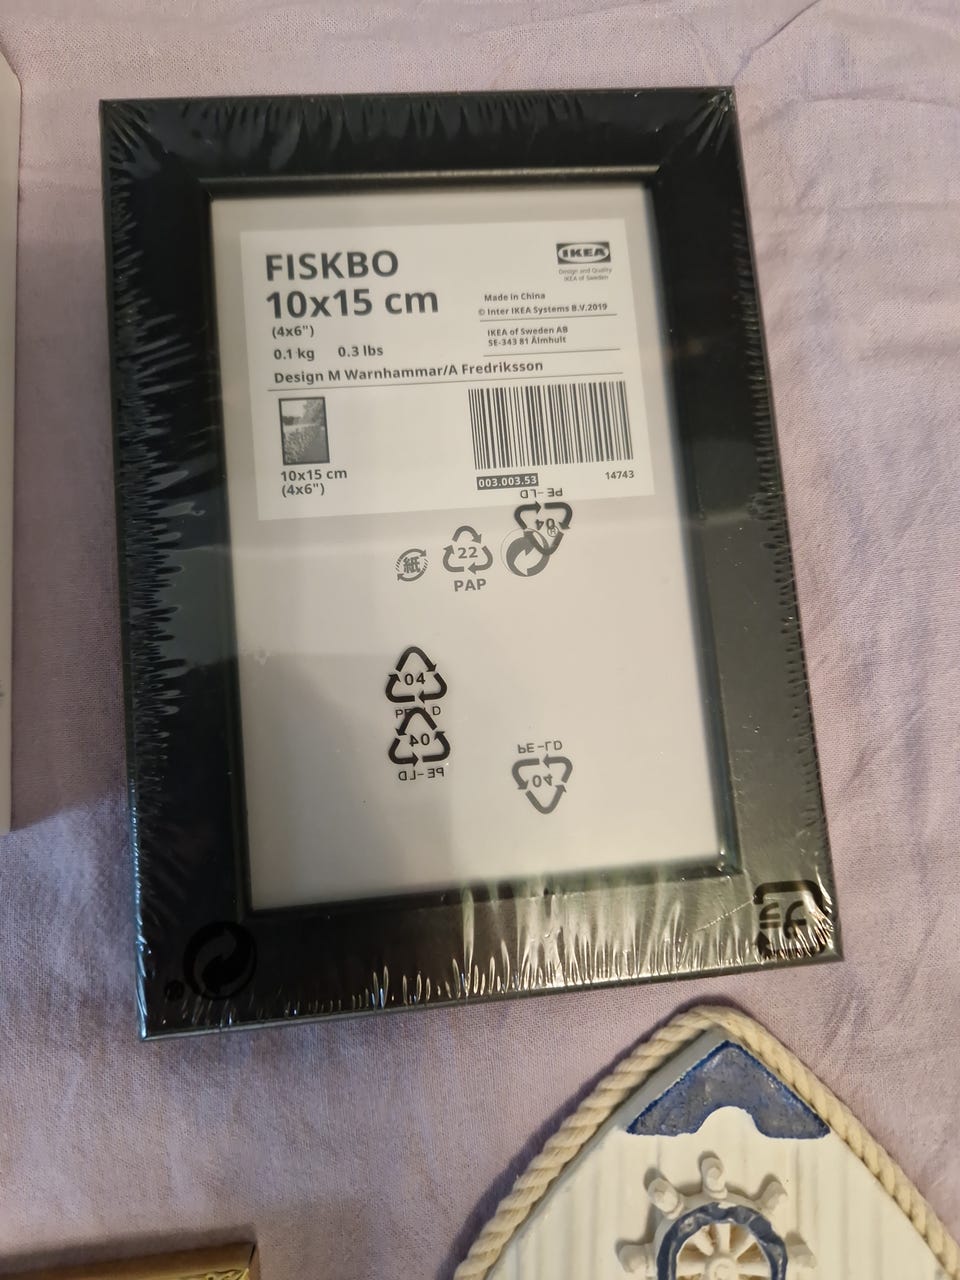 FISKBO
10x15 cm
(4x6")
0.1 kg 0.3 lbs
Design M Warnhammar/A Fredriksson
IKEA
®
Design and Quality
IKEA of Sweden
Made in China
© Inter IKEA Systems B.V.2019
IKEA of Sweden AB
SE-343 81 Älmhult
10x15 cm
(4x6")
003.003.53
14743
PE-LD
04
紙
22
PAP
®
04
PE-LD
04
PE-LD
PE-LD
04
®